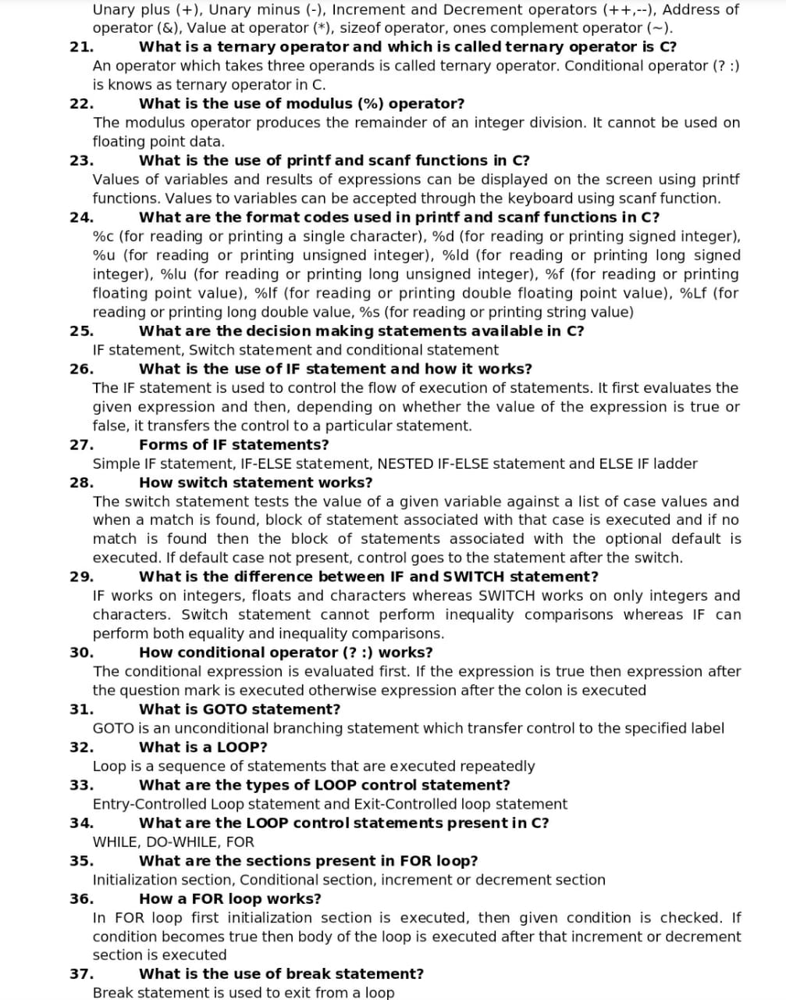 Unary plus (+), Unary minus (-), Increment and Decrement operators (++,--), Address of
operator (&), Value at operator (*), sizeof operator, ones complement operator (~).
21. What is a ternary operator and which is called ternary operator is C?
An operator which takes three operands is called ternary operator. Conditional operator (? :)
is knows as ternary operator in C.
22. What is the use of modulus (%) operator?
The modulus operator produces the remainder of an integer division. It cannot be used on
floating point data.
23. What is the use of printf and scanf functions in C?
Values of variables and results of expressions can be displayed on the screen using printf
functions. Values to variables can be accepted through the keyboard using scanf function.
24. What are the format codes used in printf and scanf functions in C?
%c (for reading or printing a single character), %d (for reading or printing signed integer),
%u (for reading or printing unsigned integer), %ld (for reading or printing long signed
integer), %lu (for reading or printing long unsigned integer), %f (for reading or printing
floating point value), %lf (for reading or printing double floating point value), %Lf (for
reading or printing long double value, %s (for reading or printing string value)
25. What are the decision making statements available in C?
IF statement, Switch statement and conditional statement
26. What is the use of IF statement and how it works?
The IF statement is used to control the flow of execution of statements. It first evaluates the
given expression and then, depending on whether the value of the expression is true or
false, it transfers the control to a particular statement.
27. Forms of IF statements?
Simple IF statement, IF-ELSE statement, NESTED IF-ELSE statement and ELSE IF ladder
28. How switch statement works?
The switch statement tests the value of a given variable against a list of case values and
when a match is found, block of statement associated with that case is executed and if no
match is found then the block of statements associated with the optional default is
executed. If default case not present, control goes to the statement after the switch.
29. What is the difference between IF and SWITCH statement?
IF works on integers, floats and characters whereas SWITCH works on only integers and
characters. Switch statement cannot perform inequality comparisons whereas IF can
perform both equality and inequality comparisons.
30. How conditional operator (? :) works?
The conditional expression is evaluated first. If the expression is true then expression after
the question mark is executed otherwise expression after the colon is executed
31. What is GOTO statement?
GOTO is an unconditional branching statement which transfer control to the specified label
32. What is a LOOP?
Loop is a sequence of statements that are executed repeatedly
33. What are the types of LOOP control statement?
Entry-Controlled Loop statement and Exit-Controlled loop statement
34. What are the LOOP control statements present in C?
WHILE, DO-WHILE, FOR
35. What are the sections present in FOR loop?
Initialization section, Conditional section, increment or decrement section
36. How a FOR loop works?
In FOR loop first initialization section is executed, then given condition is checked. If
condition becomes true then body of the loop is executed after that increment or decrement
section is executed
37. What is the use of break statement?
Break statement is used to exit from a loop